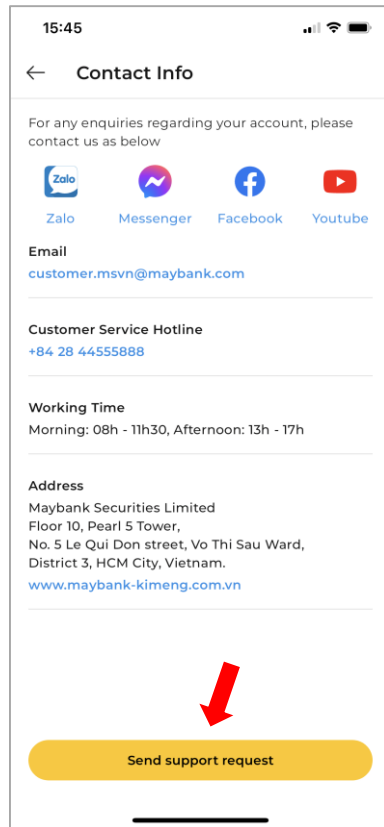 15:45
Contact Info
For any enquiries regarding your account, please
contact us as below
Zalo
Zalo Messenger Facebook Youtube
Email
customer.msvn@maybank.com
Customer Service Hotline
+84 28 44555888
Working Time
Morning: 08h - 11h30, Afternoon: 13h - 17h
Address
Maybank Securities Limited
Floor 10, Pearl 5 Tower,
No. 5 Le Qui Don street, Vo Thi Sau Ward,
District 3, HCM City, Vietnam.
www.maybank-kimeng.com.vn
Send support request